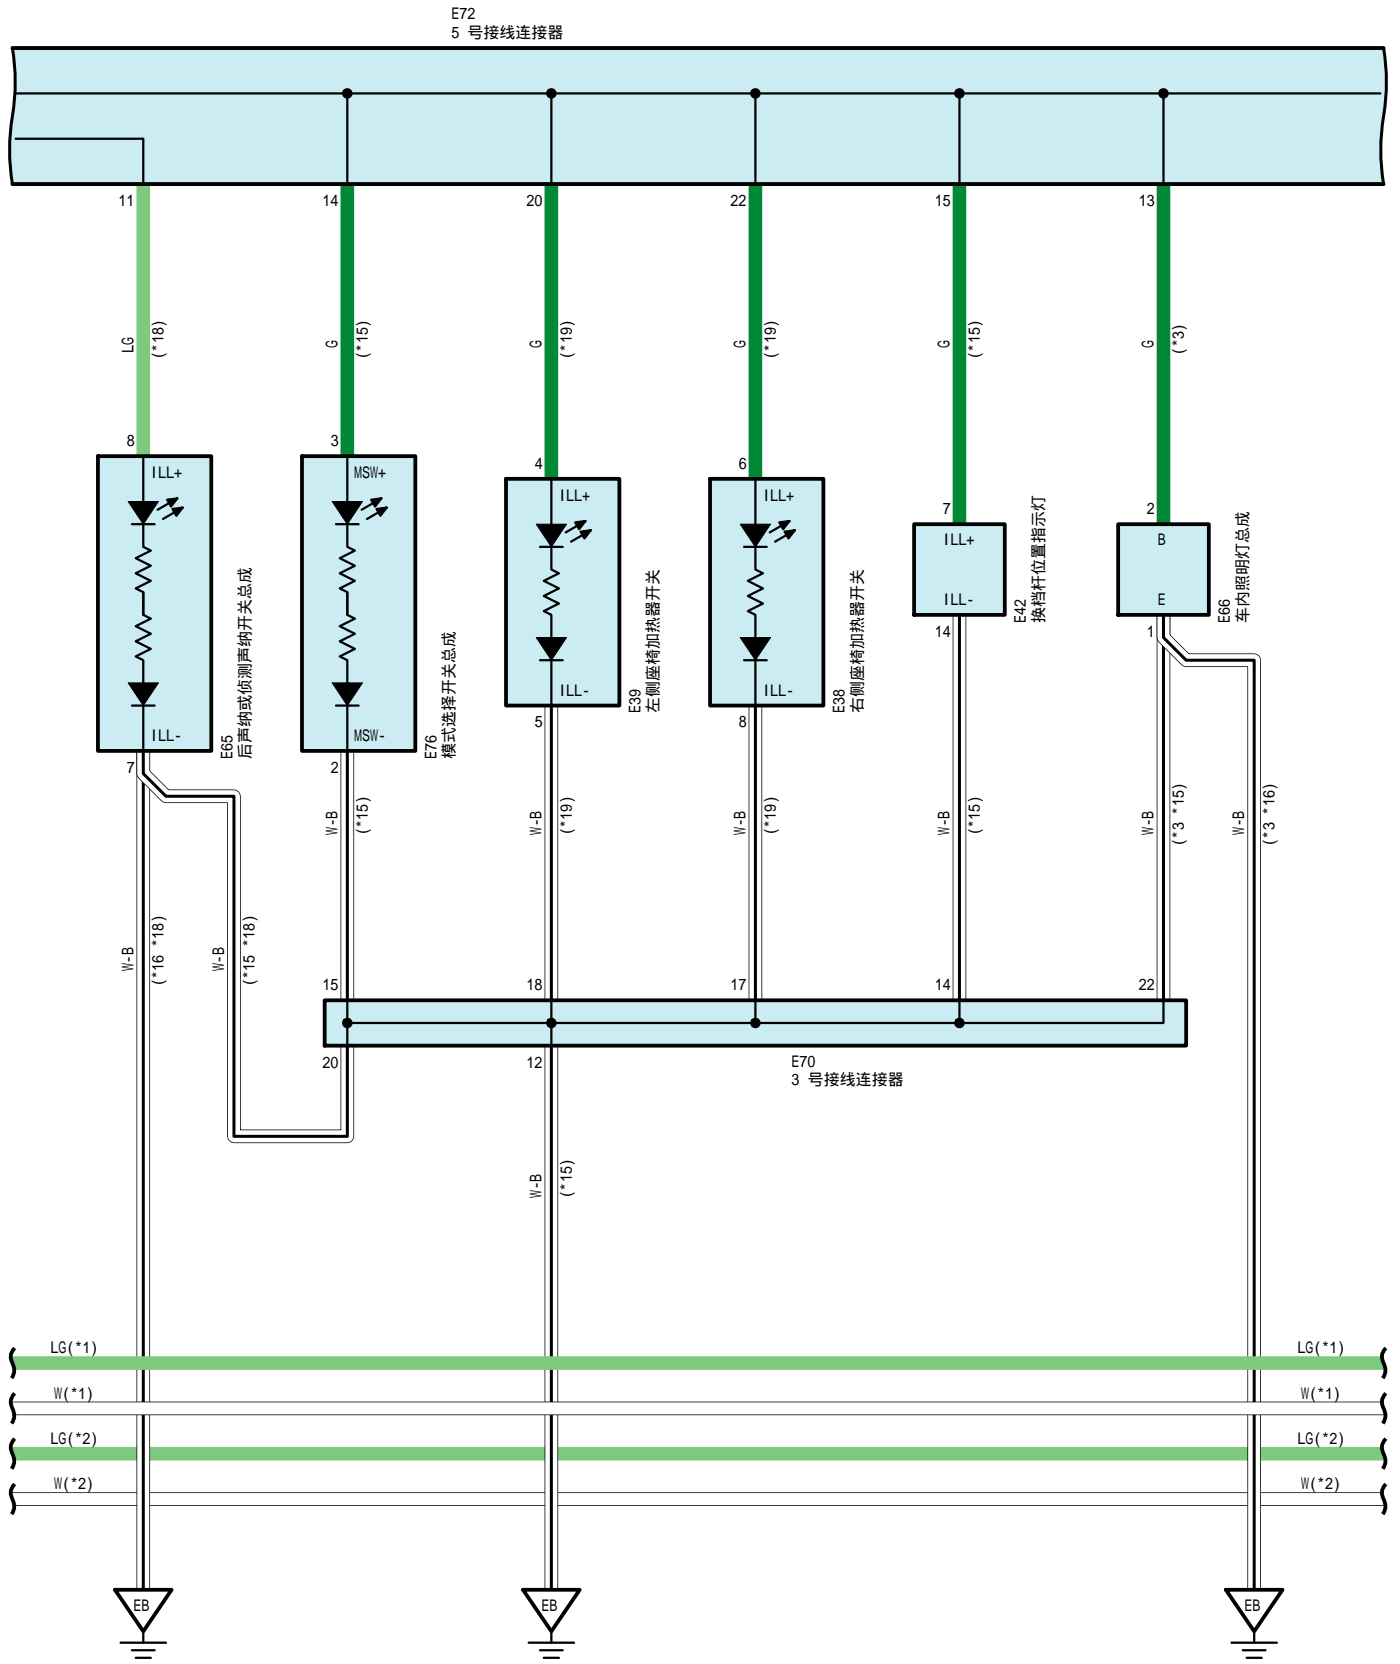 E72
5 号接线连接器
11
14
20
22
15
13
LG
(*18)
G
(*15)
G
(*19)
G
(*19)
G
(*15)
G
(*3)
8
3
4
6
7
2
ILL+
MSW+
ILL+
ILL+
ILL+
B
ILL-
MSW-
ILL-
ILL-
ILL-
E
E65
后声纳或侦测声纳开关总成
E76
模式选择开关总成
E39
左侧座椅加热器开关
E38
右侧座椅加热器开关
E42
换档杆位置指示灯
E66
车内照明灯总成
7
2
5
8
14
1
W-B
(*15)
W-B
(*19)
W-B
(*19)
W-B
(*15)
W-B
(*3 *15)
W-B
(*3 *16)
W-B
(*16 *18)
W-B
(*15 *18)
15
18
17
14
22
20
12
E70
3 号接线连接器
W-B
(*15)
LG(*1)
LG(*1)
W(*1)
W(*1)
LG(*2)
LG(*2)
W(*2)
W(*2)
EB
EB
EB